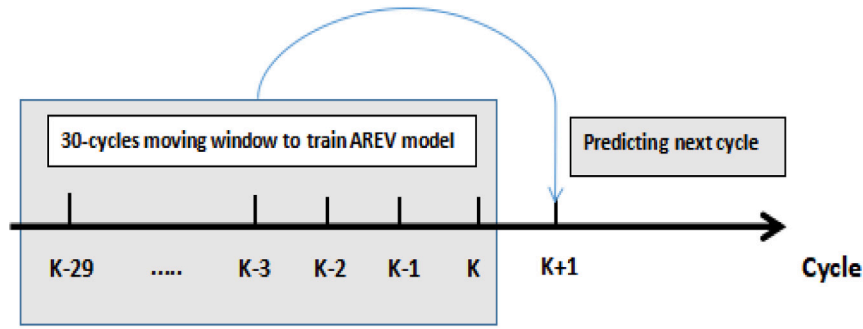 30-cycles moving window to train AREV model
Predicting next cycle
K-29 ..... K-3 K-2 K-1 K K+1 Cycle